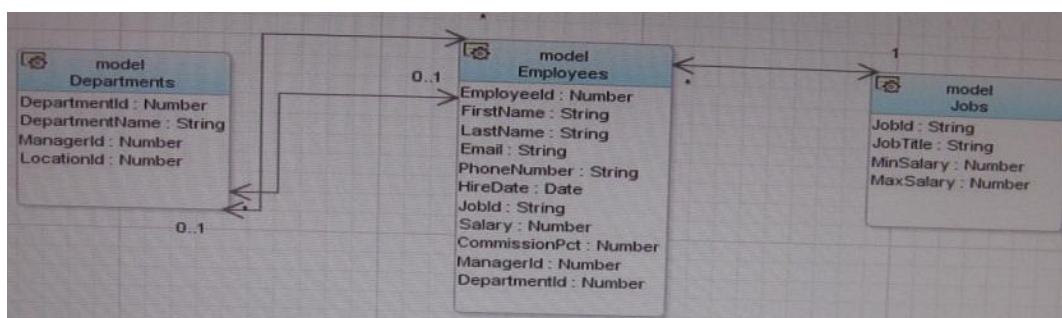 model
Departments
DepartmentId : Number
DepartmentName : String
ManagerId : Number
LocationId : Number
0..1
*
*
0..1
model
Employees
EmployeeId : Number
FirstName : String
LastName : String
Email : String
PhoneNumber : String
HireDate : Date
JobId : String
Salary : Number
CommissionPct : Number
ManagerId : Number
DepartmentId : Number
*
1
model
Jobs
JobId : String
JobTitle : String
MinSalary : Number
MaxSalary : Number